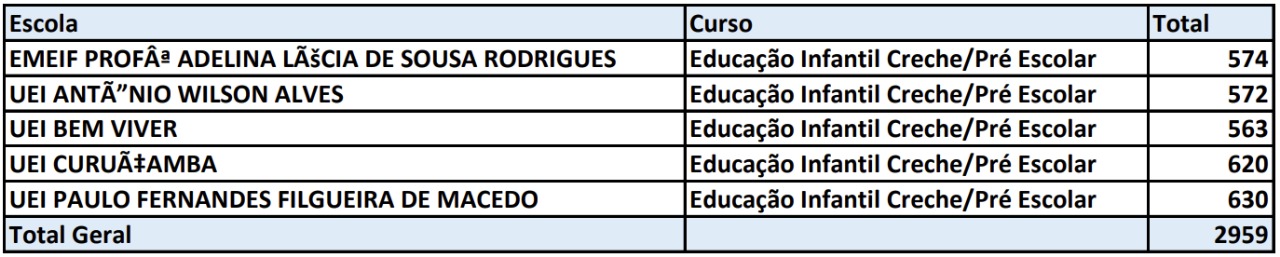 Escola Curso Total
EMEIF PROFÂª ADELINA LÃšCIA DE SOUSA RODRIGUES Educação Infantil Creche/Pré Escolar 574
UEI ANTÃ”NIO WILSON ALVES Educação Infantil Creche/Pré Escolar 572
UEI BEM VIVER Educação Infantil Creche/Pré Escolar 563
UEI CURUÃ‡AMBA Educação Infantil Creche/Pré Escolar 620
UEI PAULO FERNANDES FILGUEIRA DE MACEDO Educação Infantil Creche/Pré Escolar 630
Total Geral 2959